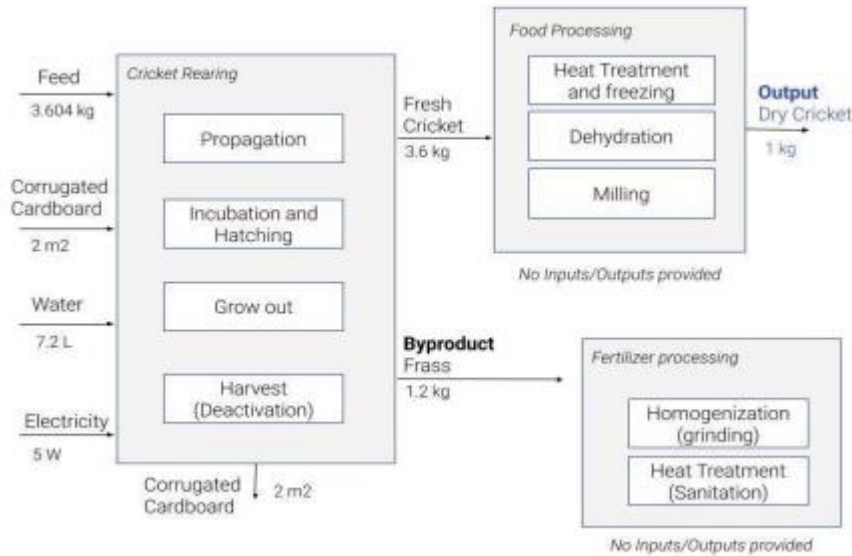 Feed
3.604 kg
Corrugated
Cardboard
2 m2
Water
7.2 L
Electricity
5 W
Cricket Rearing
Propagation
Incubation and
Hatching
Grow out
Harvest
(Deactivation)
Corrugated
Cardboard
2 m2
Fresh
Cricket
3.6 kg
Food Processing
Heat Treatment
and freezing
Dehydration
Milling
No Inputs/Outputs provided
Output
Dry Cricket
1 kg
Byproduct
Frass
1.2 kg
Fertilizer processing
Homogenization
(grinding)
Heat Treatment
(Sanitation)
No Inputs/Outputs provided